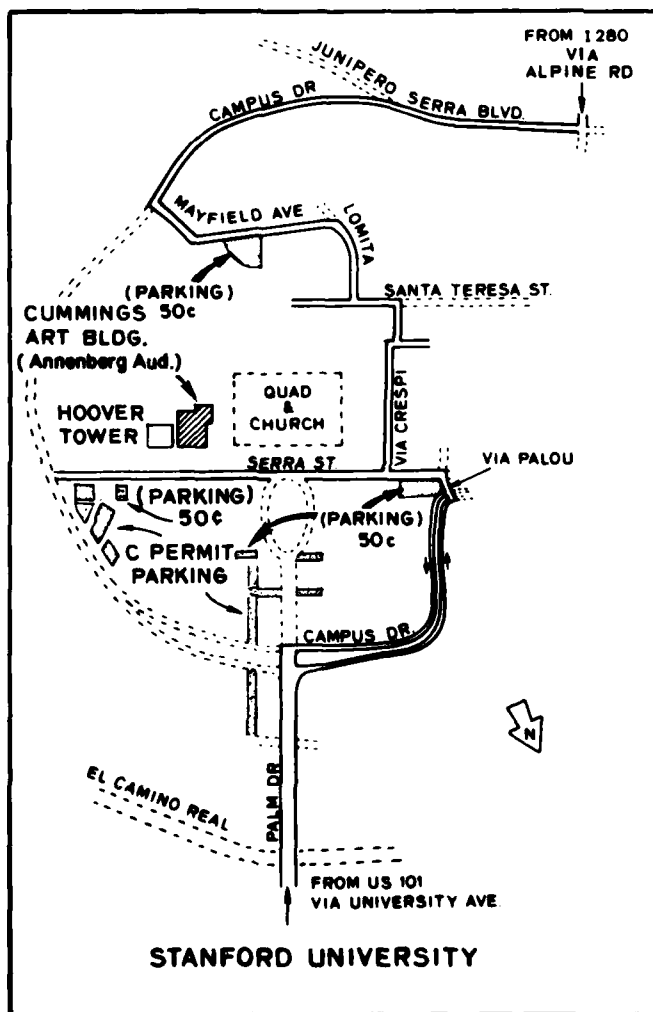 FROM I280
VIA
ALPINE RD
JUNIPERO SERRA BLVD.
CAMPUS DR
MAYFIELD AVE
LOMITA
(PARKING)
50¢
SANTA TERESA ST.
CUMMINGS
ART BLDG.
(Annenberg Aud.)
QUAD
&
CHURCH
HOOVER
TOWER
VIA CRESPI
SERRA ST.
VIA PALOU
(PARKING)
50¢
(PARKING)
50¢
C PERMIT
PARKING
CAMPUS DR.
N
EL CAMINO REAL
PALM DR
FROM US 101
VIA UNIVERSITY AVE.
STANFORD UNIVERSITY